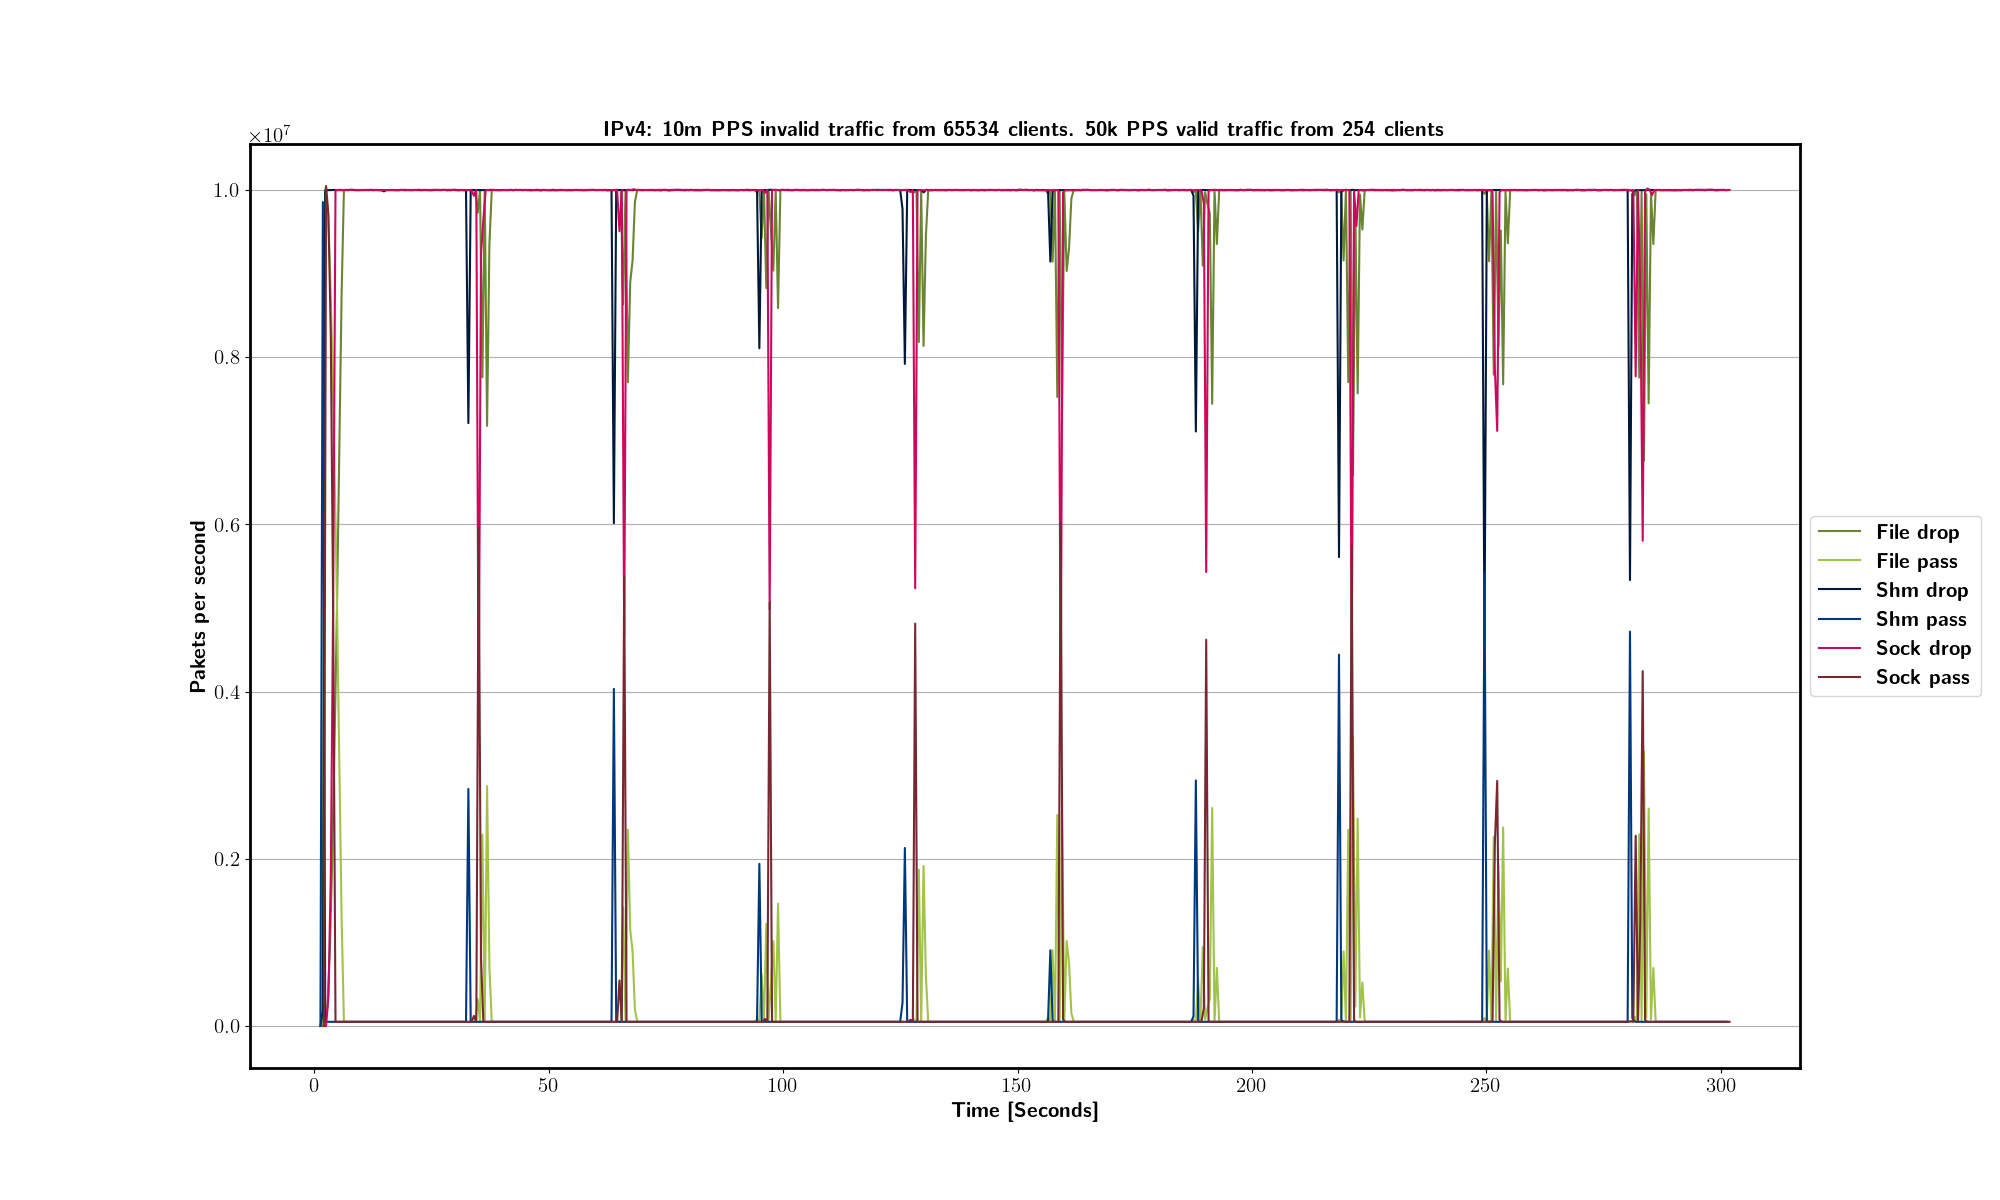 IPv4: 10m PPS invalid traffic from 65534 clients. 50k PPS valid traffic from 254 clients
×10⁷
1.0
0.8
0.6
0.4
0.2
0.0
Pakets per second
0 50 100 150 200 250 300
Time [Seconds]
File drop
File pass
Shm drop
Shm pass
Sock drop
Sock pass